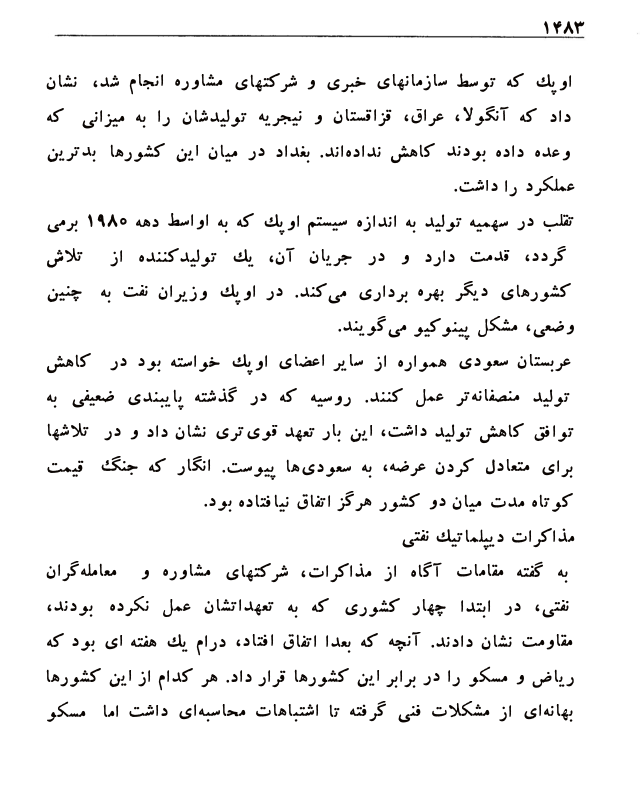 ۱۴۸۳
اوپك که توسط سازمانهای خبری و شرکتهای مشاوره انجام شد، نشان
داد که آنگولا، عراق، قزاقستان و نیجریه تولیدشان را به میزانی که
وعده داده بودند کاهش نداده‌اند. بغداد در میان این کشورها بدترین
عملکرد را داشت.
تقلب در سهمیه تولید به اندازه سیستم اوپك که به اواسط دهه ۱۹۸۰ برمی
گردد، قدمت دارد و در جریان آن، يك تولیدکننده از تلاش
کشورهای دیگر بهره برداری می‌کند. در اوپك وزیران نفت به چنین
وضعی، مشکل پینوکیو می‌گویند.
عربستان سعودی همواره از سایر اعضای اوپك خواسته بود در کاهش
تولید منصفانه‌تر عمل کنند. روسیه که در گذشته پایبندی ضعیفی به
توافق کاهش تولید داشت، این بار تعهد قوی‌تری نشان داد و در تلاشها
برای متعادل کردن عرضه، به سعودی‌ها پیوست. انگار که جنگ قیمت
کوتاه مدت میان دو کشور هرگز اتفاق نیافتاده بود.
مذاکرات دیپلماتيك نفتی
به گفته مقامات آگاه از مذاکرات، شرکتهای مشاوره و معامله‌گران
نفتی، در ابتدا چهار کشوری که به تعهداتشان عمل نکرده بودند،
مقاومت نشان دادند. آنچه که بعدا اتفاق افتاد، درام يك هفته ای بود که
ریاض و مسکو را در برابر این کشورها قرار داد. هر کدام از این کشورها
بهانه‌ای از مشکلات فنی گرفته تا اشتباهات محاسبه‌ای داشت اما مسکو